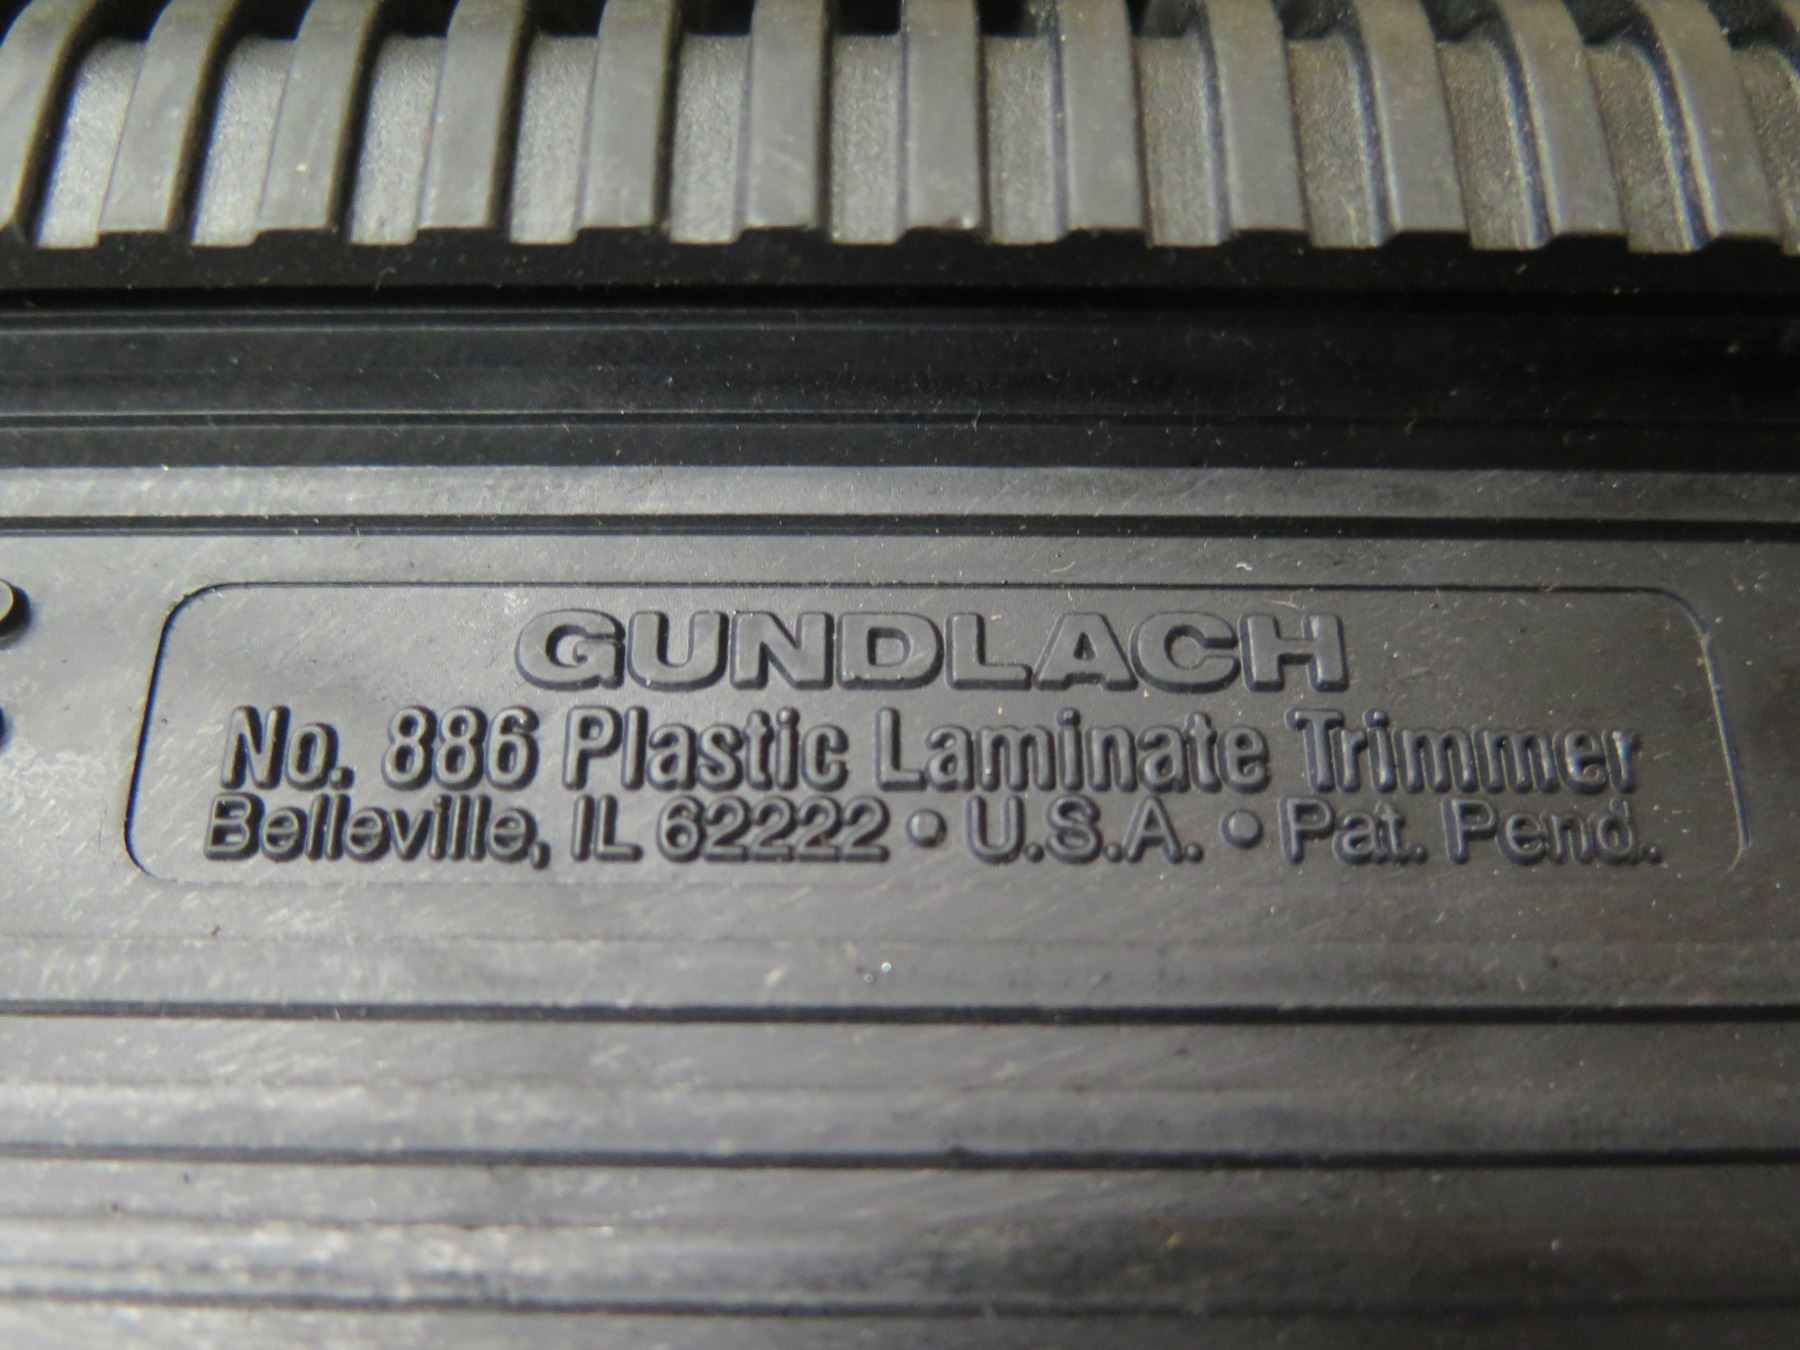 GUNDLACH
No. 886 Plastic Laminate Trimmer
Belleville, IL 62222 • U.S.A. • Pat. Pend.